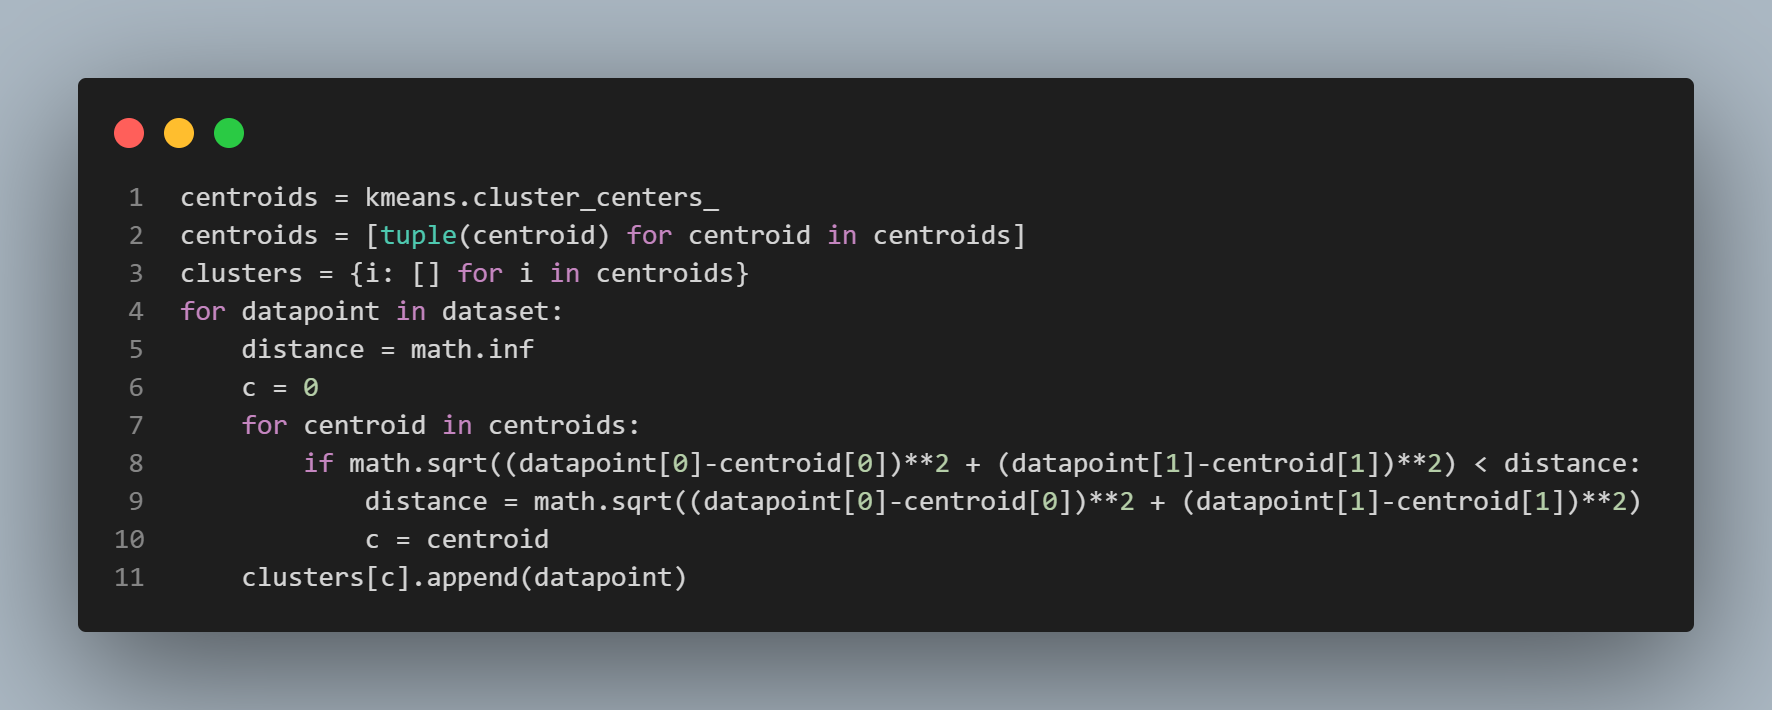 1 centroids = kmeans.cluster_centers_
2 centroids = [tuple(centroid) for centroid in centroids]
3 clusters = {i: [] for i in centroids}
4 for datapoint in dataset:
5     distance = math.inf
6     c = 0
7     for centroid in centroids:
8         if math.sqrt((datapoint[0]-centroid[0])**2 + (datapoint[1]-centroid[1])**2) < distance:
9             distance = math.sqrt((datapoint[0]-centroid[0])**2 + (datapoint[1]-centroid[1])**2)
10             c = centroid
11     clusters[c].append(datapoint)